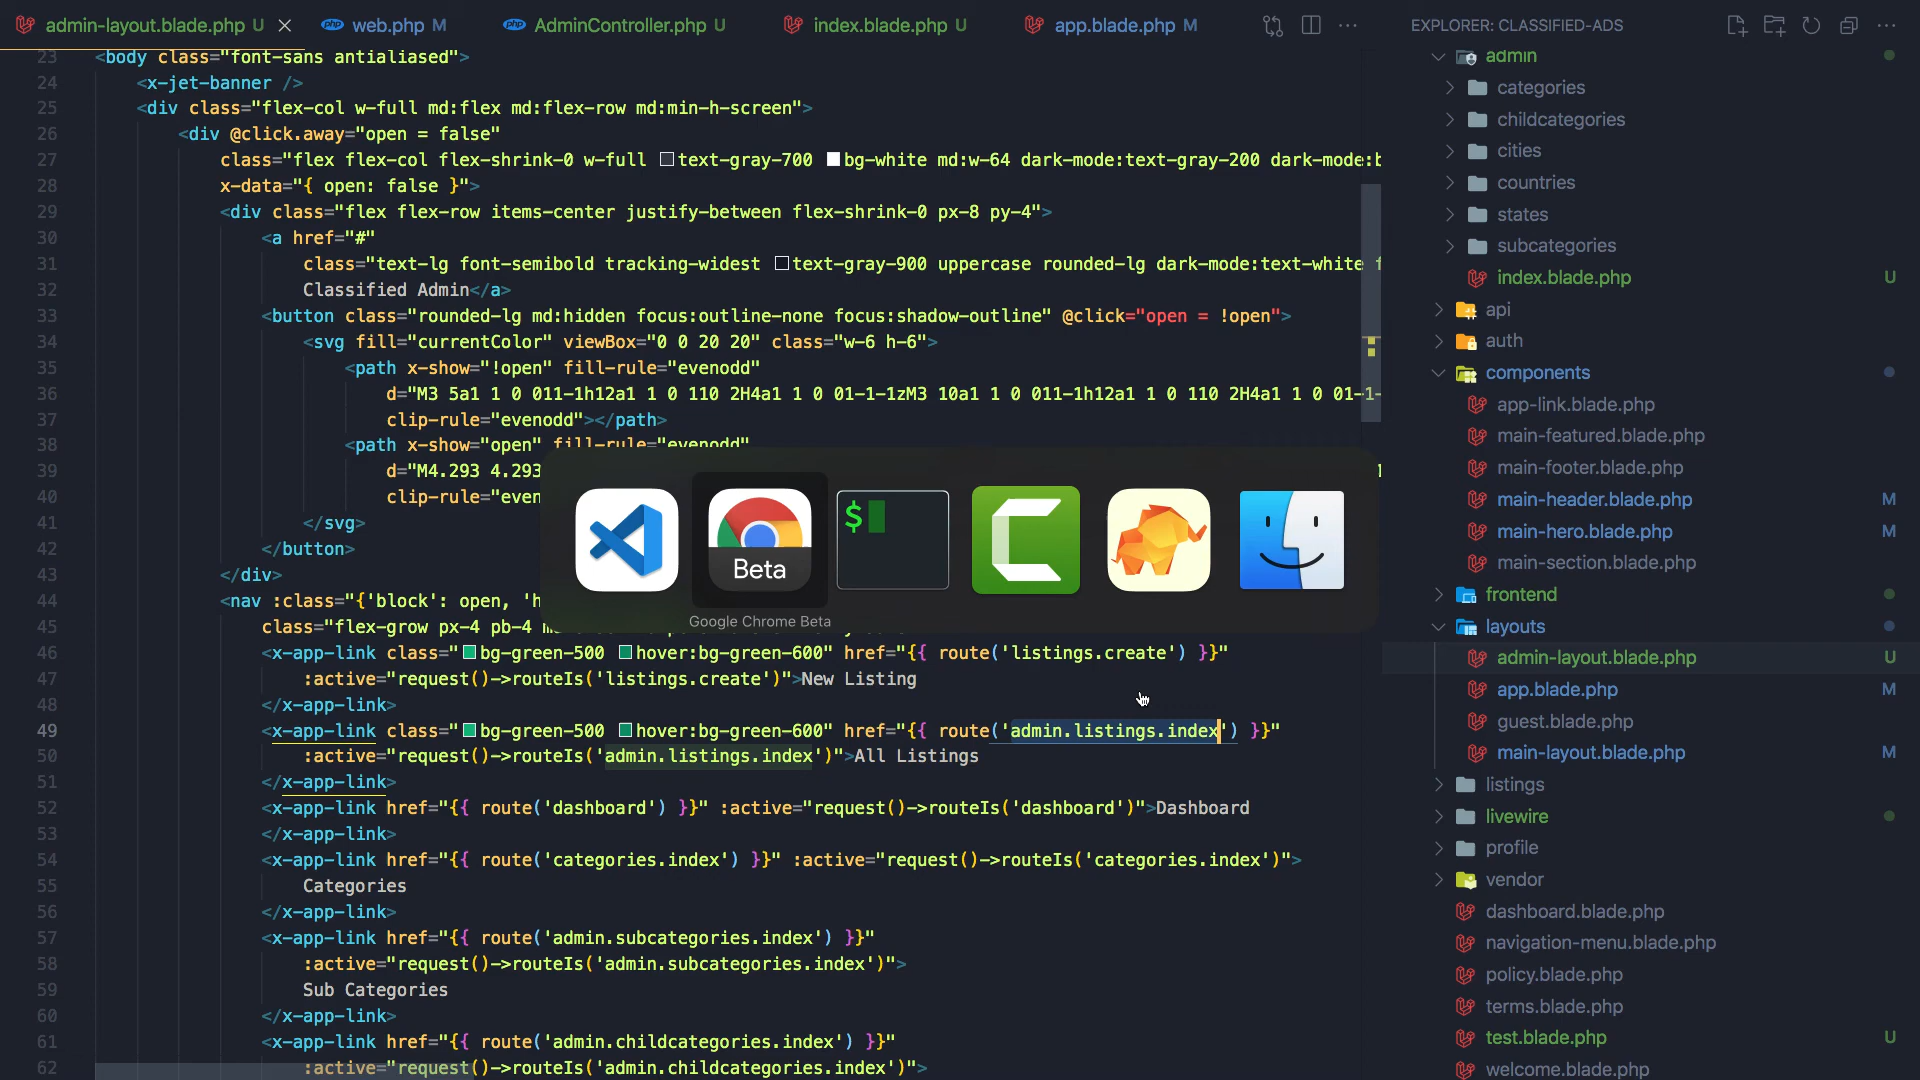 admin-layout.blade.php U
web.php M
AdminController.php U
index.blade.php U
app.blade.php M
EXPLORER: CLASSIFIED-ADS
23 <body class="font-sans antialiased">
24 <x-jet-banner />
25 <div class="flex-col w-full md:flex md:flex-row md:min-h-screen">
26 <div @click.away="open = false"
27 class="flex flex-col flex-shrink-0 w-full text-gray-700 bg-white md:w-64 dark-mode:text-gray-200 dark-mode:b
28 x-data="{ open: false }">
29 <div class="flex flex-row items-center justify-between flex-shrink-0 px-8 py-4">
30 <a href="#"
31 class="text-lg font-semibold tracking-widest text-gray-900 uppercase rounded-lg dark-mode:text-white f
32 Classified Admin</a>
33 <button class="rounded-lg md:hidden focus:outline-none focus:shadow-outline" @click="open = !open">
34 <svg fill="currentColor" viewBox="0 0 20 20" class="w-6 h-6">
35 <path x-show="!open" fill-rule="evenodd"
36 d="M3 5a1 1 0 011-1h12a1 1 0 110 2H4a1 1 0 01-1-1zM3 10a1 1 0 011-1h12a1 1 0 110 2H4a1 1 0 01-1-
37 clip-rule="evenodd"></path>
38 <path x-show="open" fill-rule="evenodd"
39 d="M4.293 4.293
40 clip-rule="even
41 </svg>
42 </button>
43 </div>
44 <nav :class="{'block': open, 'h
45 class="flex-grow px-4 pb-4 m
46 <x-app-link class="bg-green-500 hover:bg-green-600" href="{{ route('listings.create') }}"
47 :active="request()->routeIs('listings.create')">New Listing
48 </x-app-link>
49 <x-app-link class="bg-green-500 hover:bg-green-600" href="{{ route('admin.listings.index') }}"
50 :active="request()->routeIs('admin.listings.index')">All Listings
51 </x-app-link>
52 <x-app-link href="{{ route('dashboard') }}" :active="request()->routeIs('dashboard')">Dashboard
53 </x-app-link>
54 <x-app-link href="{{ route('categories.index') }}" :active="request()->routeIs('categories.index')">
55 Categories
56 </x-app-link>
57 <x-app-link href="{{ route('admin.subcategories.index') }}"
58 :active="request()->routeIs('admin.subcategories.index')">
59 Sub Categories
60 </x-app-link>
61 <x-app-link href="{{ route('admin.childcategories.index') }}"
62 :active="request()->routeIs('admin.childcategories.index')">
Beta
$
Google Chrome Beta
admin
categories
childcategories
cities
countries
states
subcategories
index.blade.php U
api
auth
components
app-link.blade.php
main-featured.blade.php
main-footer.blade.php
main-header.blade.php M
main-hero.blade.php M
main-section.blade.php
frontend
layouts
admin-layout.blade.php U
app.blade.php M
guest.blade.php
main-layout.blade.php M
listings
livewire
profile
vendor
dashboard.blade.php
navigation-menu.blade.php
policy.blade.php
terms.blade.php
test.blade.php U
welcome.blade.php